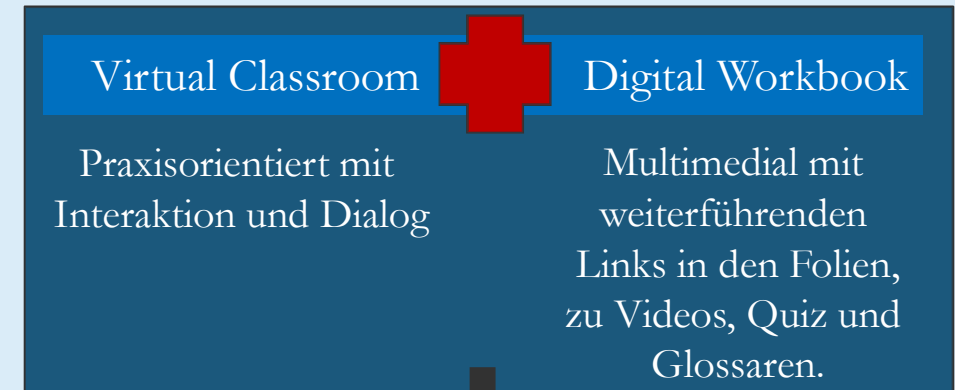 Virtual Classroom
Digital Workbook
Praxisorientiert mit
Interaktion und Dialog
Multimedial mit
weiterführenden
Links in den Folien,
zu Videos, Quiz und
Glossaren.